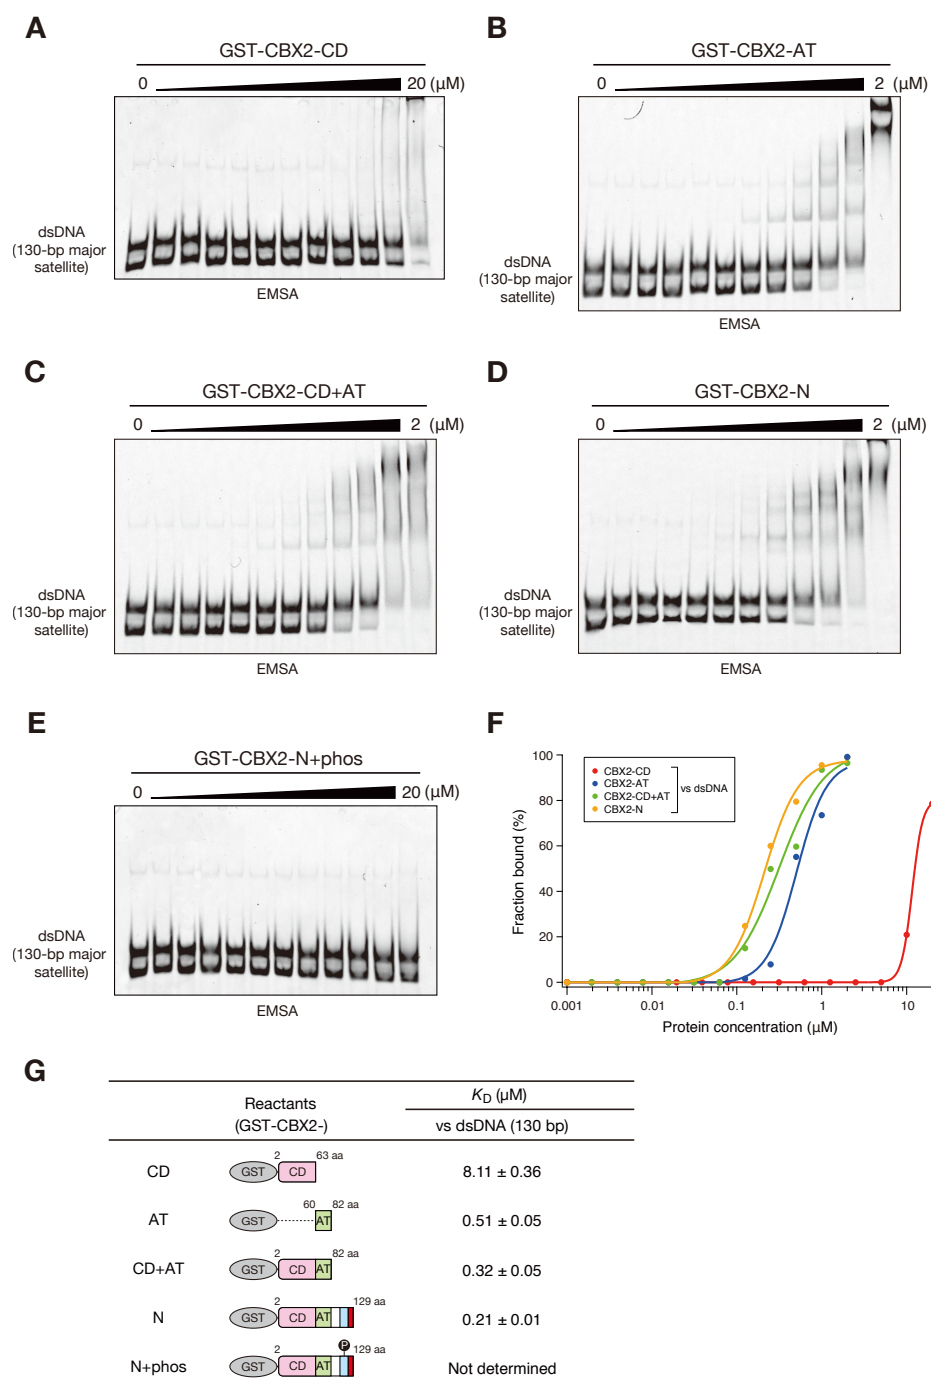 A
GST-CBX2-CD
0 20 (μM)
dsDNA
(130-bp major
satellite)
EMSA
B
GST-CBX2-AT
0 2 (μM)
dsDNA
(130-bp major
satellite)
EMSA
C
GST-CBX2-CD+AT
0 2 (μM)
dsDNA
(130-bp major
satellite)
EMSA
D
GST-CBX2-N
0 2 (μM)
dsDNA
(130-bp major
satellite)
EMSA
E
GST-CBX2-N+phos
0 20 (μM)
dsDNA
(130-bp major
satellite)
EMSA
F
100
80
60
40
20
0
Fraction bound (%)
CBX2-CD
CBX2-AT
CBX2-CD+AT
CBX2-N
vs dsDNA
0.001 0.01 0.1 1 10
Protein concentration (μM)
G
Reactants
(GST-CBX2-)
KD (μM)
vs dsDNA (130 bp)
2 63 aa
CD GST CD 8.11 ± 0.36
60 82 aa
AT GST AT 0.51 ± 0.05
2 82 aa
CD+AT GST CD AT 0.32 ± 0.05
2 129 aa
N GST CD AT 0.21 ± 0.01
P
2 129 aa
N+phos GST CD AT Not determined